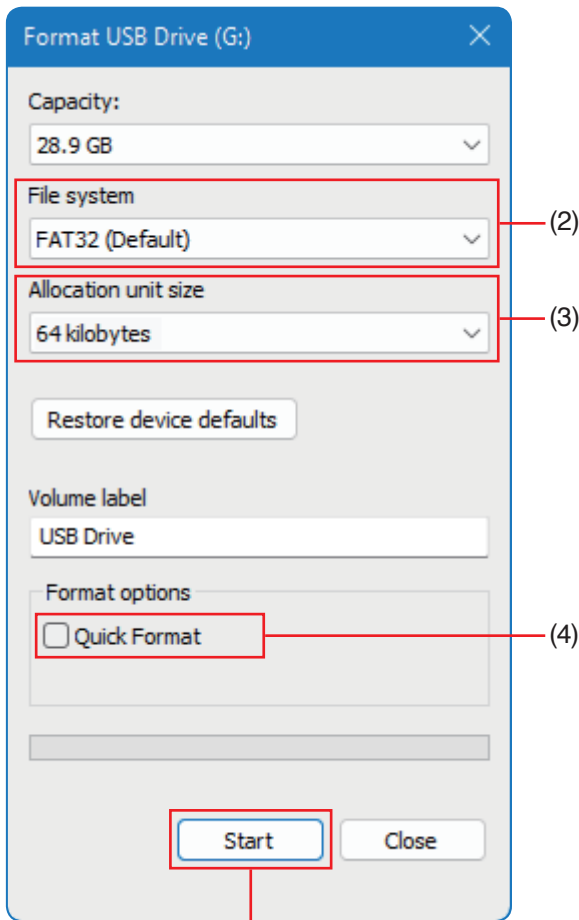 Format USB Drive (G:)
Capacity:
28.9 GB
File system
FAT32 (Default)
(2)
Allocation unit size
64 kilobytes
(3)
Restore device defaults
Volume label
USB Drive
Format options
Quick Format
(4)
Start
Close